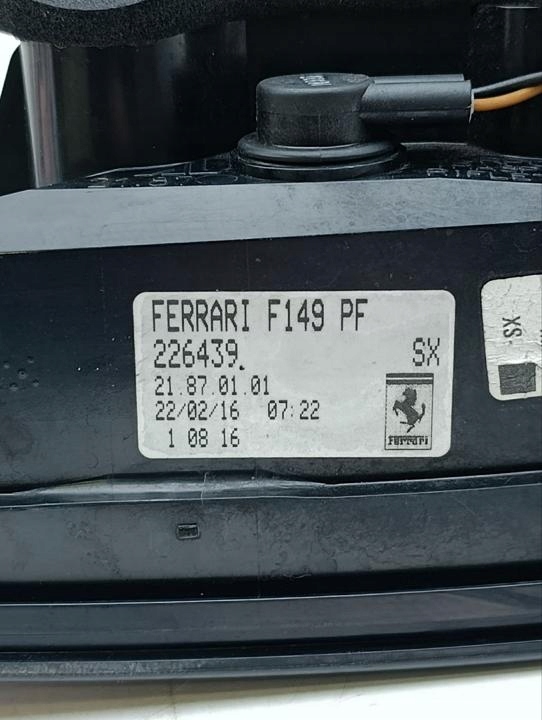 FERRARI F149 PF
226439. SX
21.87.01.01
22/02/16 07:22
1 08 16
Ferrari
SX